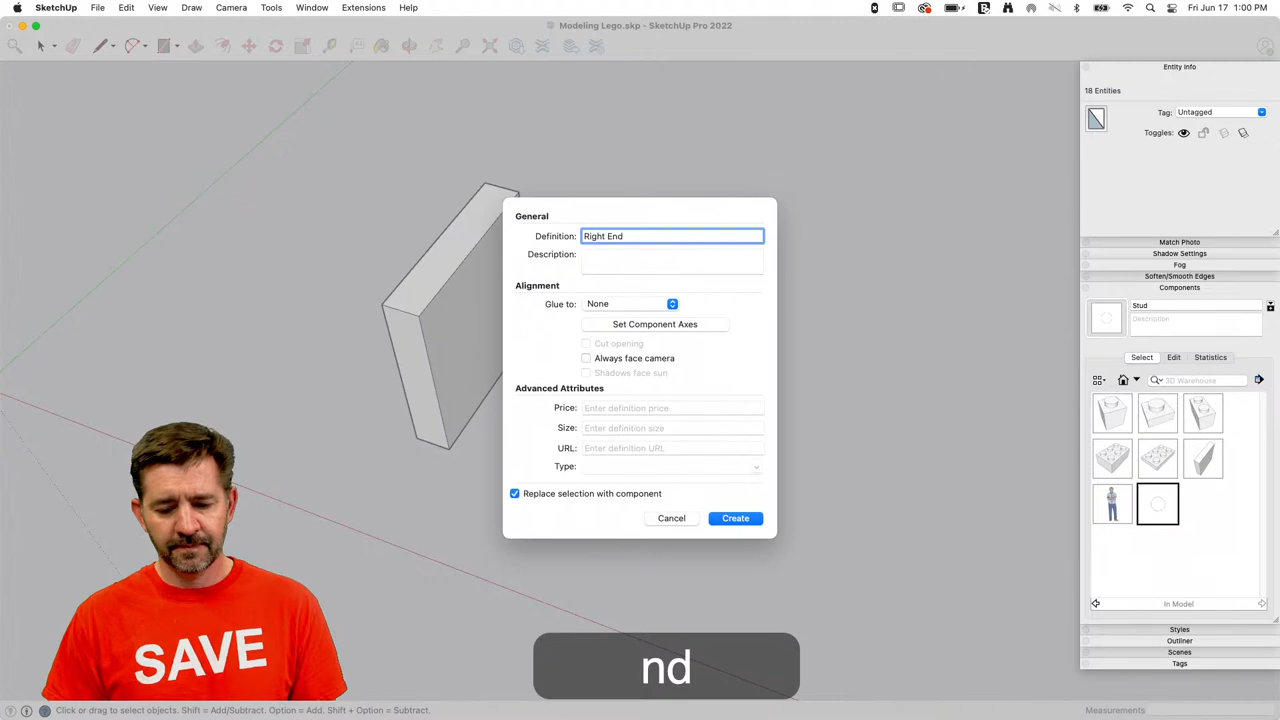 SketchUp File Edit View Draw Camera Tools Window Extensions Help Fri Jun 17 1:00 PM
Modeling Lego.skp - SketchUp Pro 2022
Entity Info
18 Entities
Tag: Untagged
Toggles:
General
Definition: Right End
Description:
Alignment
Glue to: None
Set Component Axes
Cut opening
Always face camera
Shadows face sun
Advanced Attributes
Price: Enter definition price
Size: Enter definition size
URL: Enter definition URL
Type:
Replace selection with component
Cancel Create
Match Photo
Shadow Settings
Fog
Soften/Smooth Edges
Components
Stud
Description
Select Edit Statistics
3D Warehouse
In Model
Styles
Outliner
Scenes
Tags
SAVE
nd
Click or drag to select objects. Shift = Add/Subtract. Option = Add. Shift + Option = Subtract.
Measurements